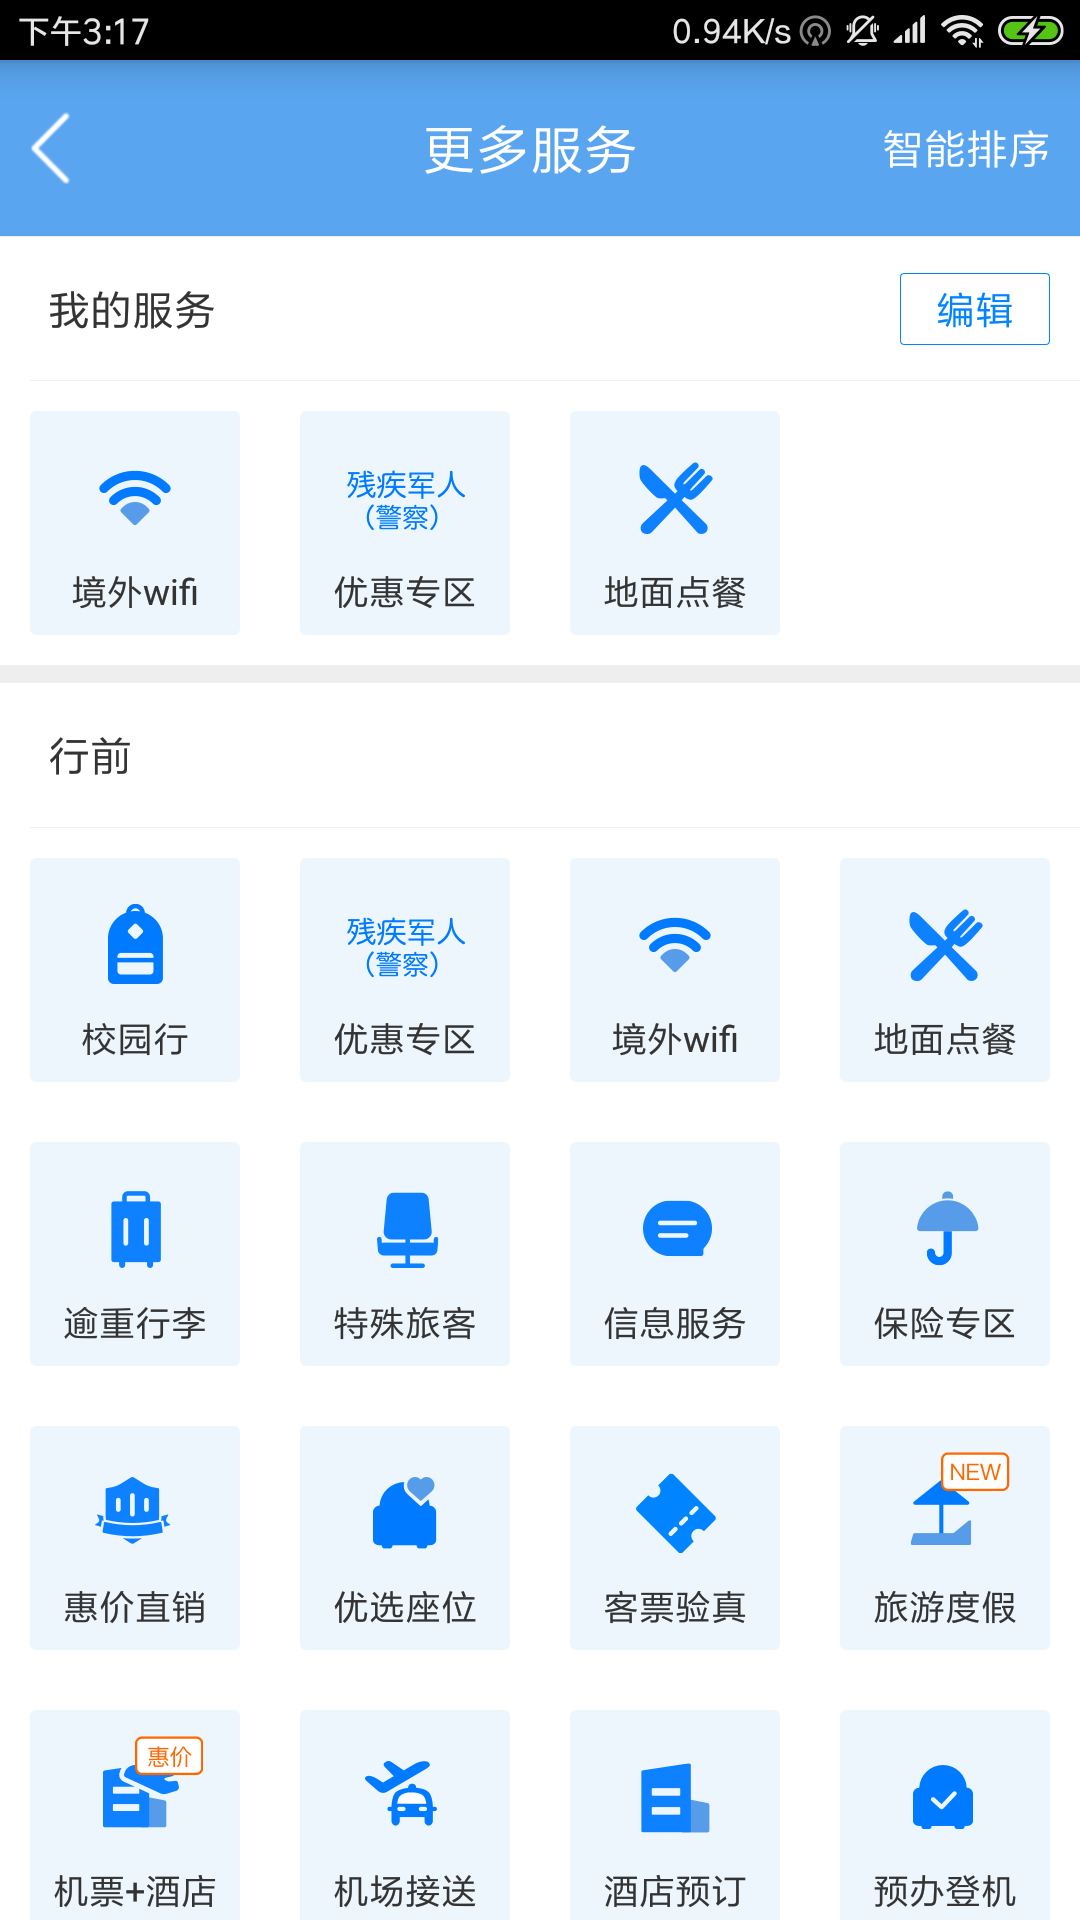 下午3:17
0.94K/s
更多服务
智能排序
我的服务
编辑
残疾军人
（警察）
境外wifi
优惠专区
地面点餐
行前
残疾军人
（警察）
校园行
优惠专区
境外wifi
地面点餐
逾重行李
特殊旅客
信息服务
保险专区
NEW
惠价直销
优选座位
客票验真
旅游度假
惠价
机票+酒店
机场接送
酒店预订
预办登机